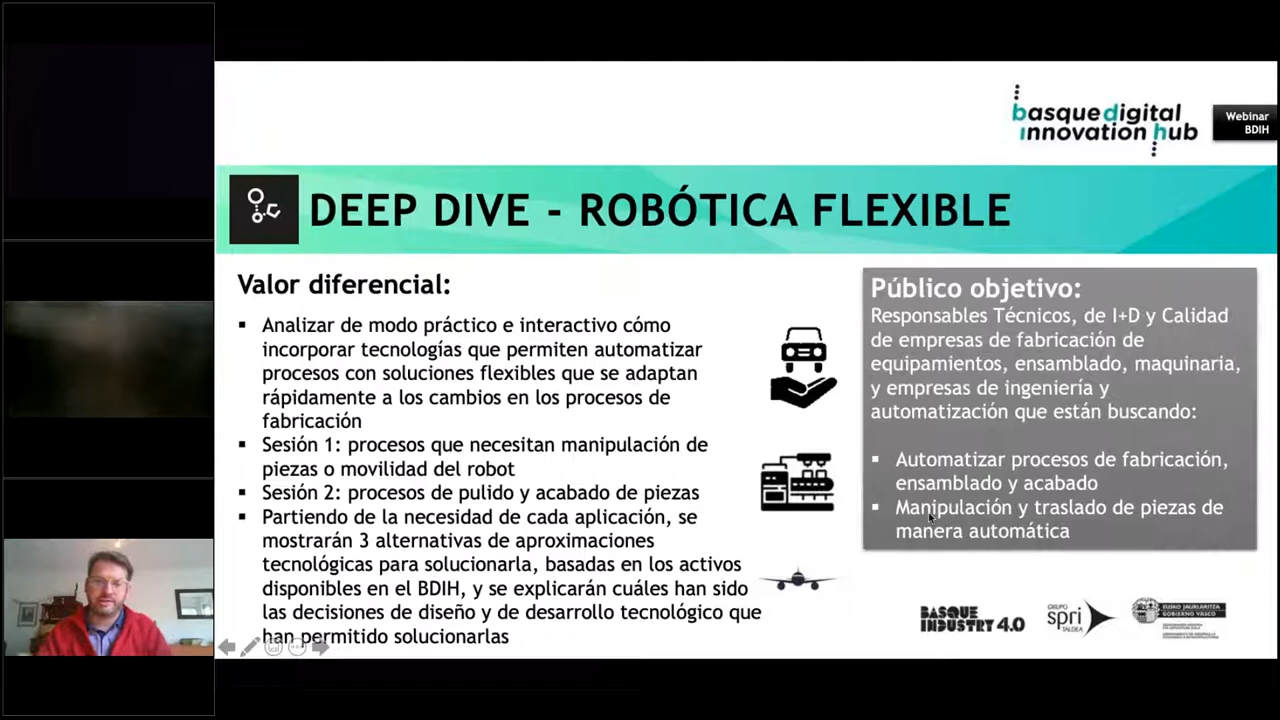 basque digital
innovation hub
Webinar
BDIH
DEEP DIVE - ROBÓTICA FLEXIBLE
Valor diferencial:
▪ Analizar de modo práctico e interactivo cómo
incorporar tecnologías que permiten automatizar
procesos con soluciones flexibles que se adaptan
rápidamente a los cambios en los procesos de
fabricación
▪ Sesión 1: procesos que necesitan manipulación de
piezas o movilidad del robot
▪ Sesión 2: procesos de pulido y acabado de piezas
▪ Partiendo de la necesidad de cada aplicación, se
mostrarán 3 alternativas de aproximaciones
tecnológicas para solucionarla, basadas en los activos
disponibles en el BDIH, y se explicarán cuáles han sido
las decisiones de diseño y de desarrollo tecnológico que
han permitido solucionarlas
Público objetivo:
Responsables Técnicos, de I+D y Calidad
de empresas de fabricación de
equipamientos, ensamblado, maquinaria,
y empresas de ingeniería y
automatización que están buscando:
▪ Automatizar procesos de fabricación,
ensamblado y acabado
▪ Manipulación y traslado de piezas de
manera automática
BASQUE
INDUSTRY 4.0
GRUPO
spri
TALDEA
EUSKO JAURLARITZA
GOBIERNO VASCO